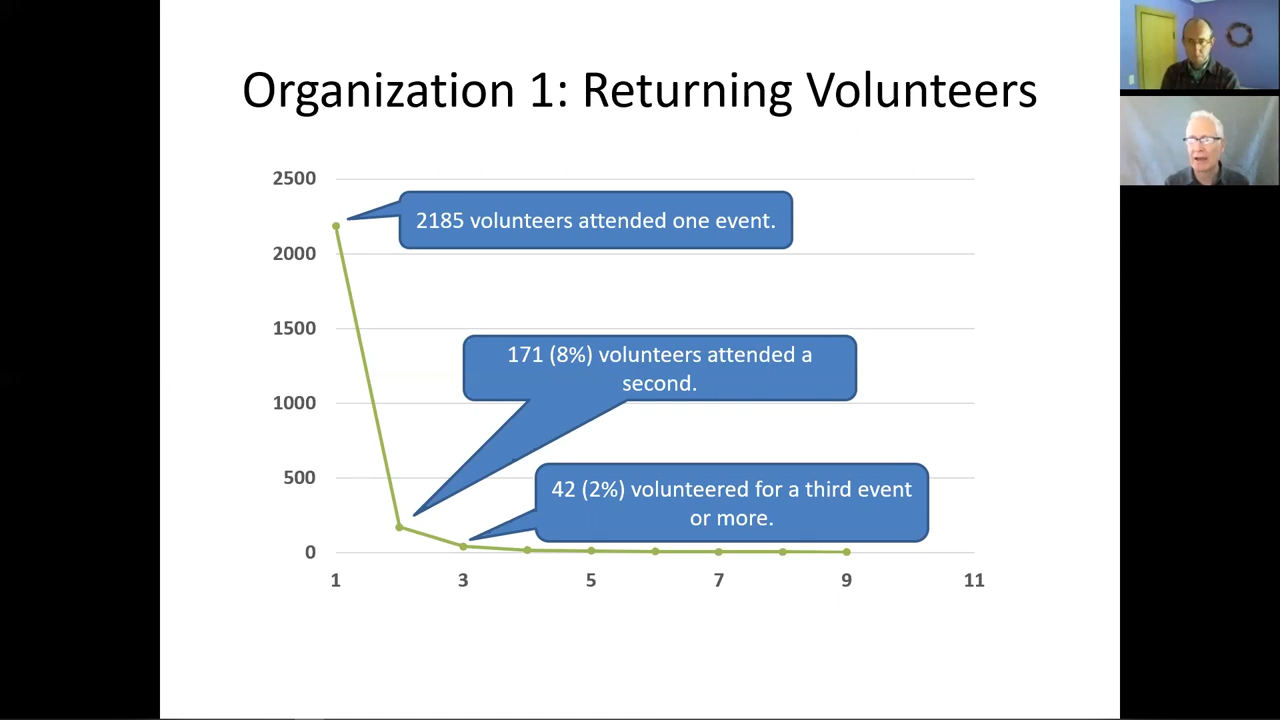 Organization 1: Returning Volunteers
2500
2185 volunteers attended one event.
2000
1500
171 (8%) volunteers attended a
second.
1000
500
42 (2%) volunteered for a third event
or more.
0
1 3 5 7 9 11